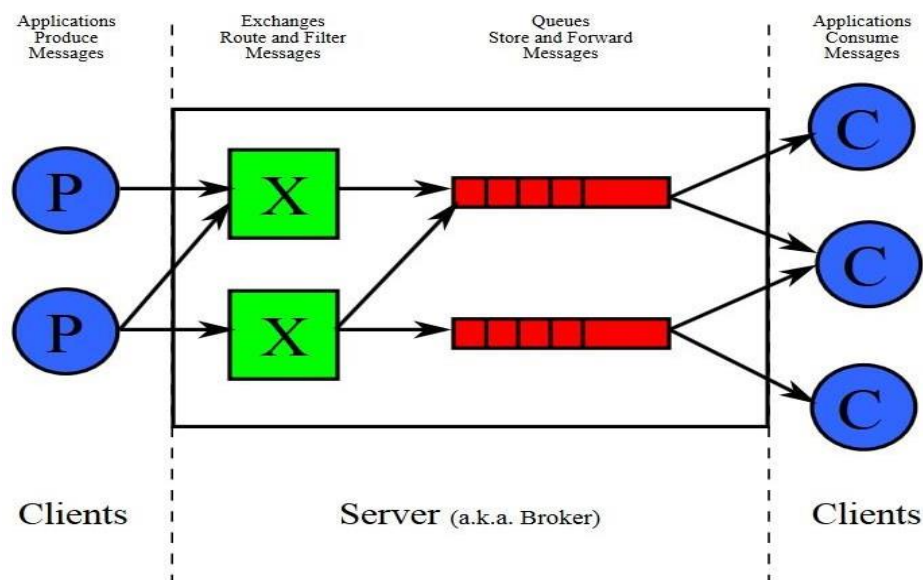 Applications
Produce
Messages
Exchanges
Route and Filter
Messages
Queues
Store and Forward
Messages
Applications
Consume
Messages
P
X
C
P
X
C
C
Clients
Server (a.k.a. Broker)
Clients